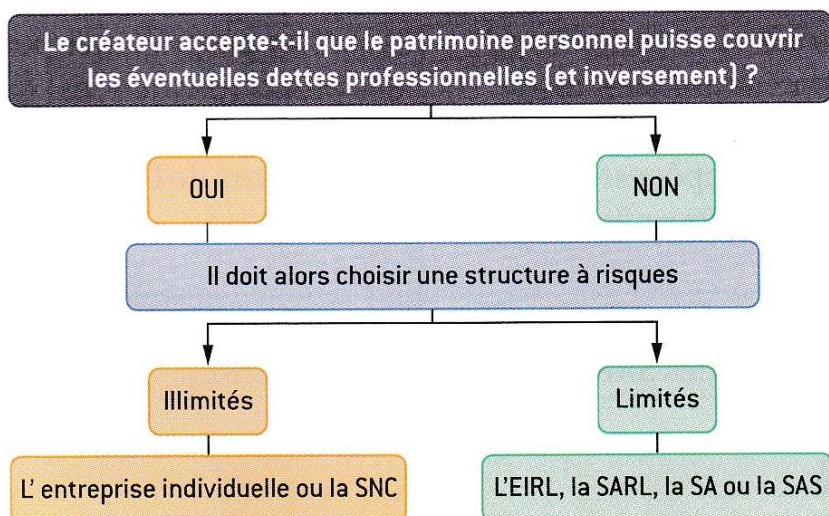 Le créateur accepte-t-il que le patrimoine personnel puisse couvrir
les éventuelles dettes professionnelles (et inversement) ?
OUI
NON
Il doit alors choisir une structure à risques
Illimités
Limités
L' entreprise individuelle ou la SNC
L'EIRL, la SARL, la SA ou la SAS